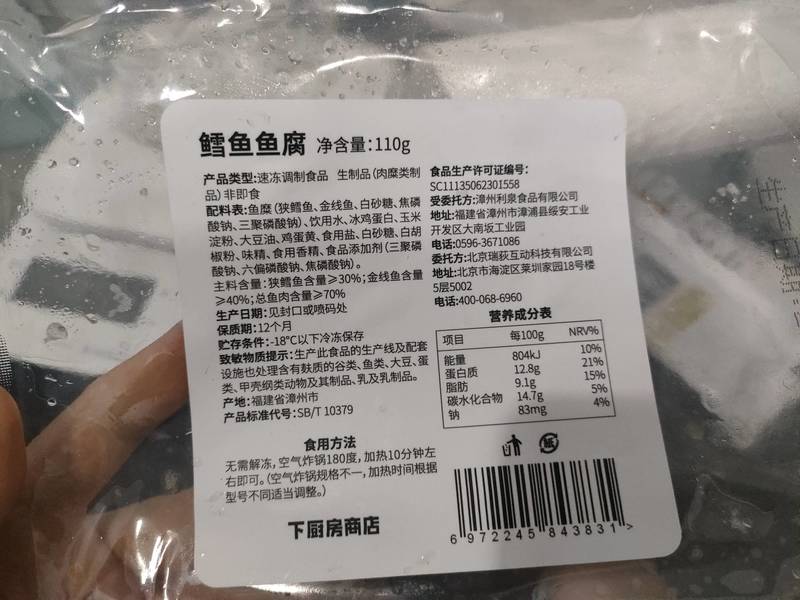 鳕鱼鱼腐 净含量：110g
产品类型:速冻调制食品 生制品(肉糜类制
品)非即食
配料表:鱼糜(狭鳕鱼、金线鱼、白砂糖、焦磷
酸钠、三聚磷酸钠)、饮用水、冰鸡蛋白、玉米
淀粉、大豆油、鸡蛋黄、食用盐、白砂糖、白胡
椒粉、味精、食用香精、食品添加剂(三聚磷
酸钠、六偏磷酸钠、焦磷酸钠)。
主料含量:狭鳕鱼含量≥30%;金线鱼含量
≥40%;总鱼肉含量≥70%
生产日期:见封口或喷码处
保质期:12个月
贮存条件:-18℃以下冷冻保存
致敏物质提示:生产此食品的生产线及配套
设施也处理含有麸质的谷类、鱼类、大豆、蛋
类、甲壳纲类动物及其制品、乳及乳制品。
产地:福建省漳州市
产品标准代号:SB/T 10379
食用方法
无需解冻,空气炸锅180度,加热10分钟左
右即可。(空气炸锅规格不一,加热时间根据
型号不同适当调整。)
下厨房商店
食品生产许可证编号:
SC11135062301558
受委托方:漳州利泉食品有限公司
地址:福建省漳州市漳浦县绥安工业
开发区大南坂工业园
电话:0596-3671086
委托方:北京瑞荻互动科技有限公司
地址:北京市海淀区莱圳家园18号楼
5层5002
电话:400-068-6960
营养成分表
项目 每100g NRV%
能量 804kJ 10%
蛋白质 12.8g 21%
脂肪 9.1g 15%
碳水化合物 14.7g 5%
钠 83mg 4%
6 972245 843831 >
生产日期: